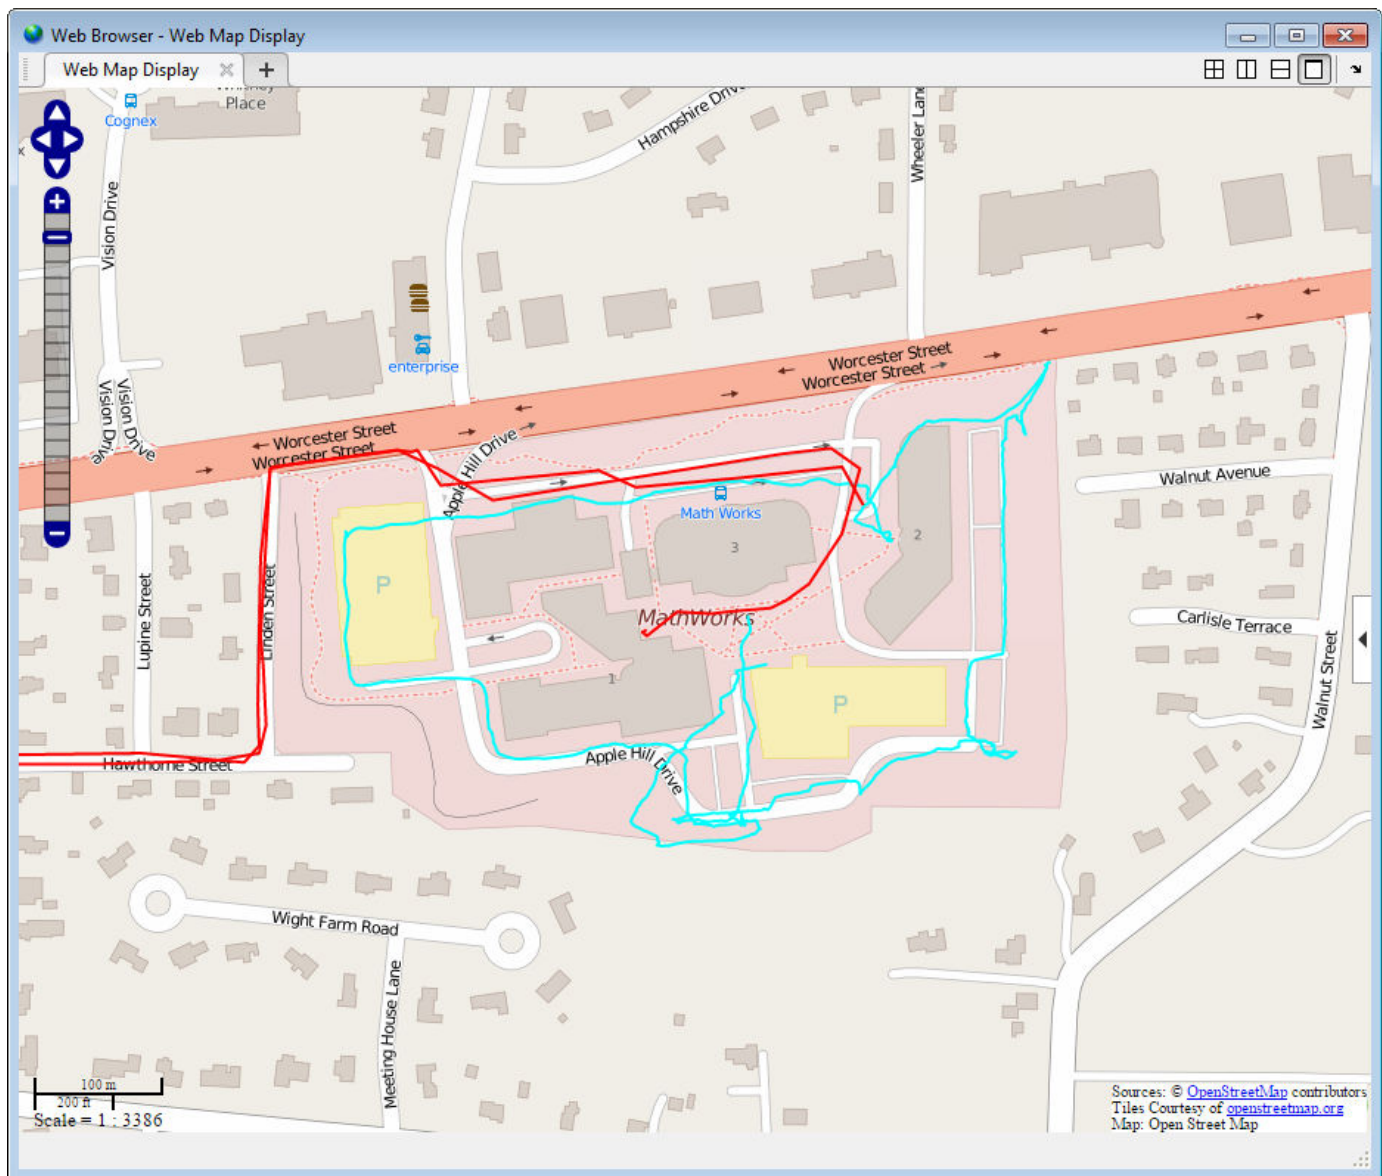 Web Browser - Web Map Display
Web Map Display
Place
Cognex
Hampshire Drive
Wheeler Lane
Vision Drive
enterprise
Worcester Street
Worcester Street
Vision Drive
Vision Drive
Worcester Street
Worcester Street
Apple Hill Drive
Walnut Avenue
Math Works
3
2
P
Lupine Street
Linden Street
MathWorks
Carlisle Terrace
Walnut Street
1
P
Hawthorne Street
Apple Hill Drive
Wight Farm Road
Meeting House Lane
100 m
200 ft
Scale = 1 : 3386
Sources: © OpenStreetMap contributors
Tiles Courtesy of openstreetmap.org
Map: Open Street Map